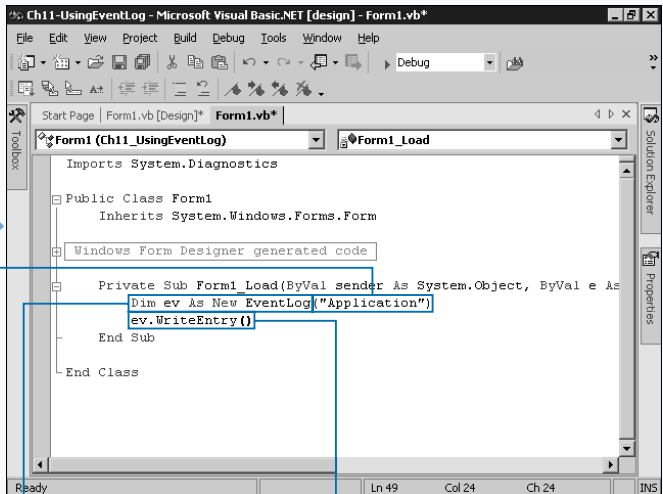 Ch11-UsingEventLog - Microsoft Visual Basic.NET [design] - Form1.vb*
File Edit View Project Build Debug Tools Window Help
Debug
Start Page Form1.vb [Design]* Form1.vb*
Form1 (Ch11_UsingEventLog) Form1_Load
Toolbox
Solution Explorer
Properties
Imports System.Diagnostics
Public Class Form1
Inherits System.Windows.Forms.Form
Windows Form Designer generated code
Private Sub Form1_Load(ByVal sender As System.Object, ByVal e As
Dim ev As New EventLog("Application")
ev.WriteEntry()
End Sub
End Class
Ready Ln 49 Col 24 Ch 24 INS